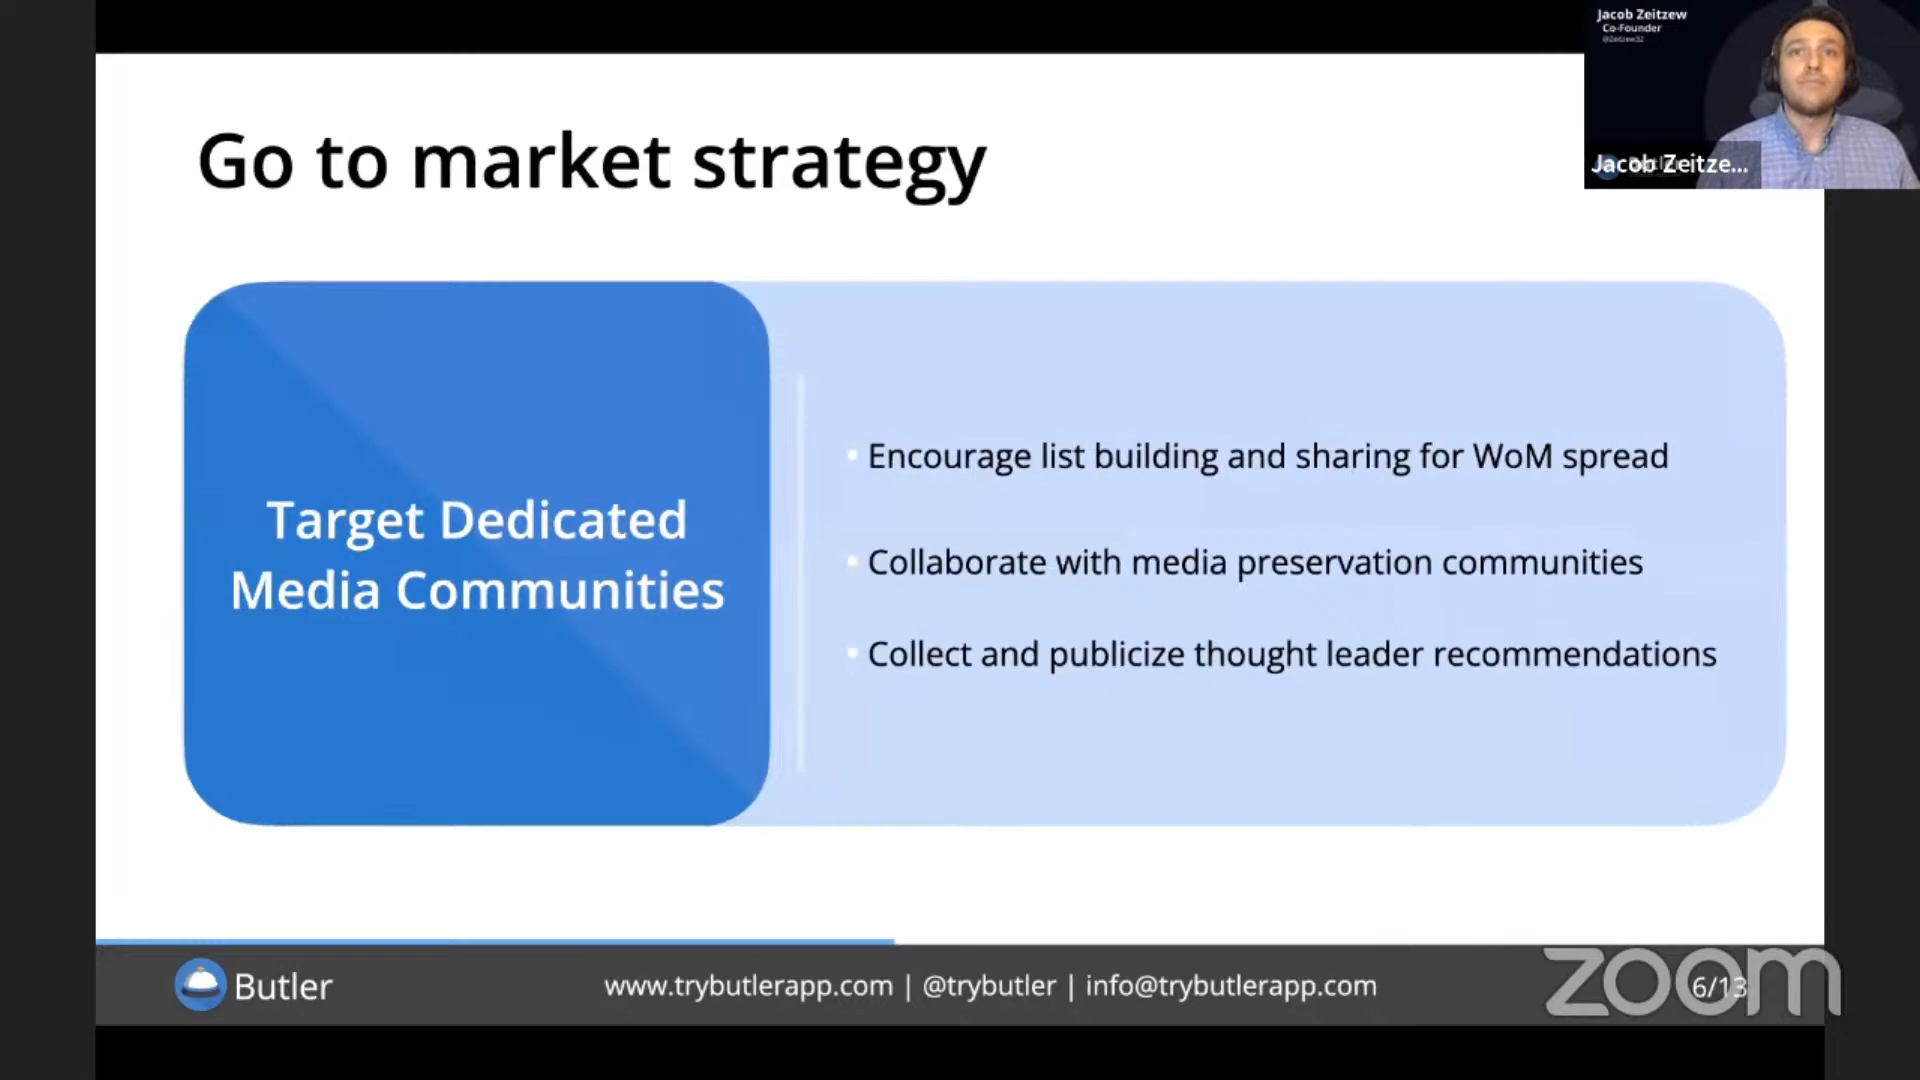 Jacob Zeitzew
Co-Founder
@Zeitzew32
Jacob Zeitze...
Go to market strategy
Target Dedicated
Media Communities
• Encourage list building and sharing for WoM spread
• Collaborate with media preservation communities
• Collect and publicize thought leader recommendations
Butler
www.trybutlerapp.com | @trybutler | info@trybutlerapp.com
6/13
zoom